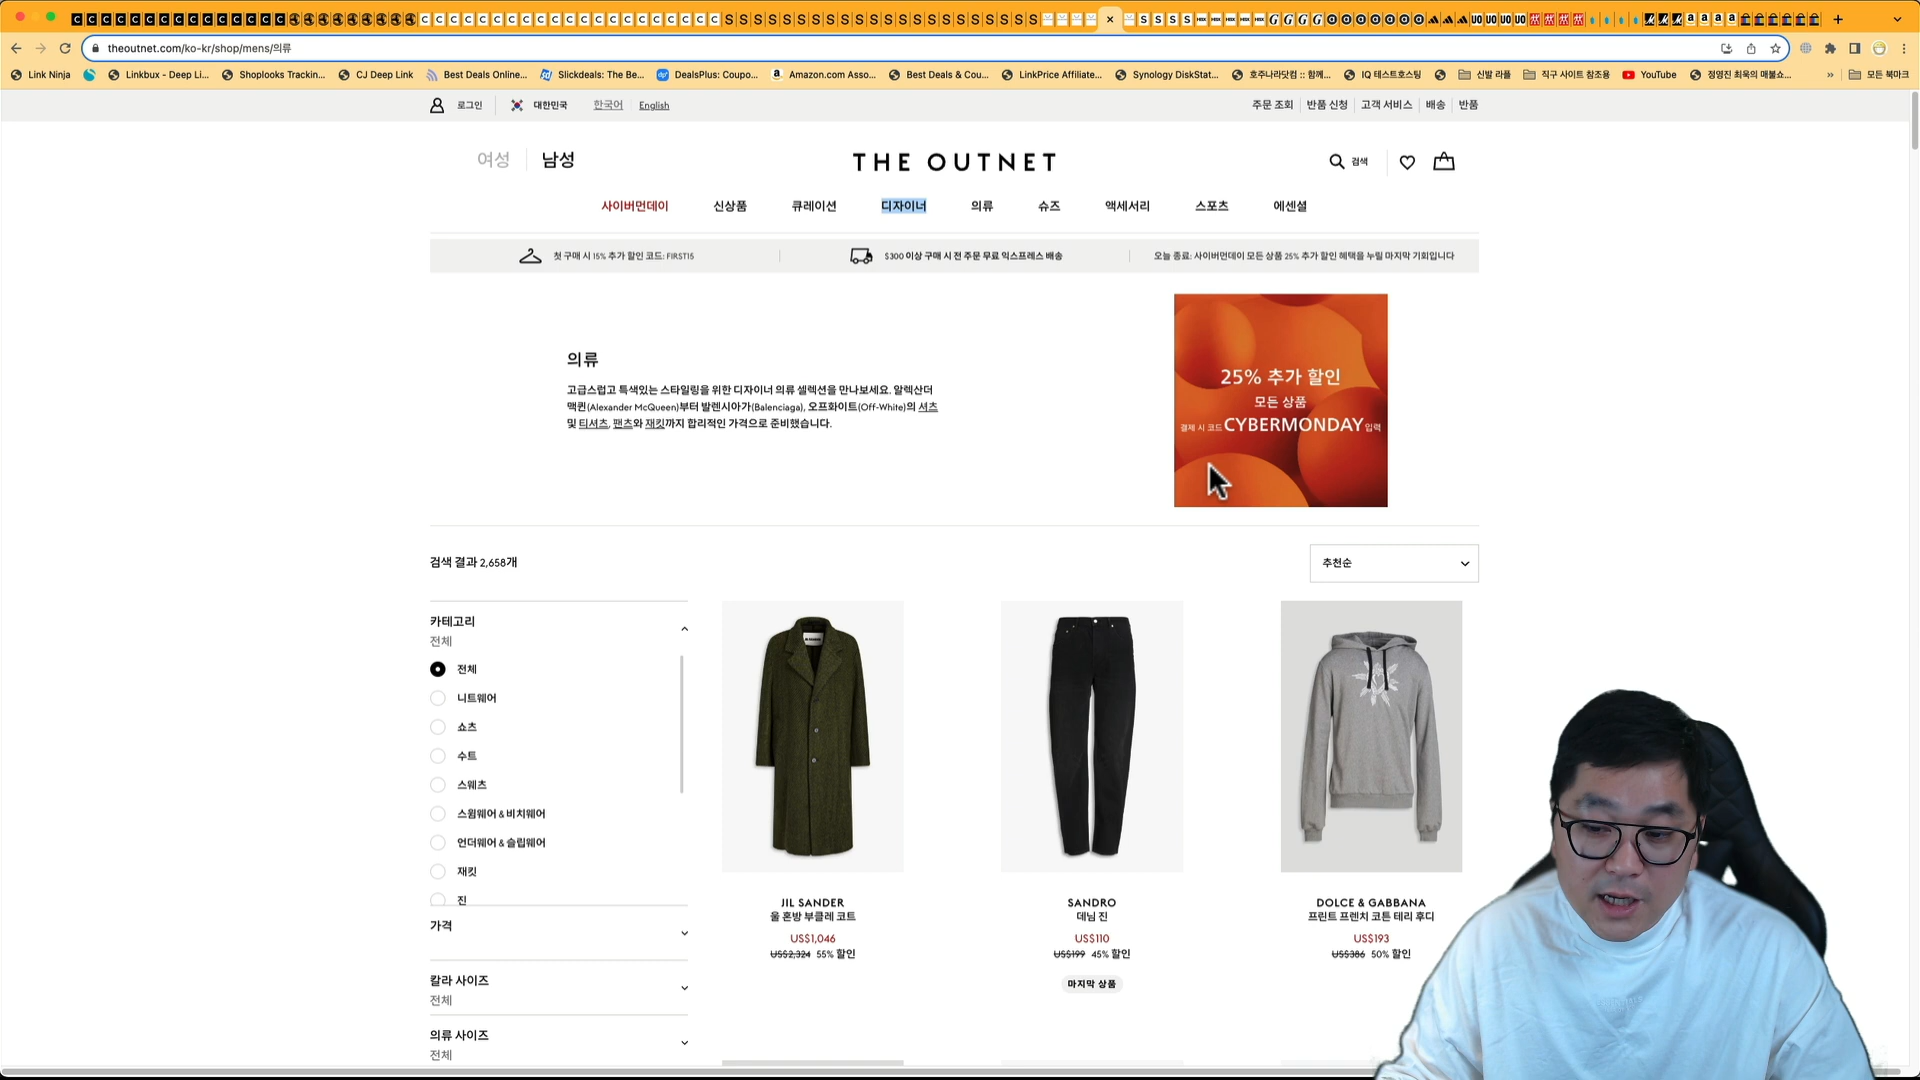 theoutnet.com/ko-kr/shop/mens/의류
Link Ninja
Linkbux - Deep Li...
Shoplooks Trackin...
CJ Deep Link
Best Deals Online...
Slickdeals: The Be...
DealsPlus: Coupo...
Amazon.com Asso...
Best Deals & Cou...
LinkPrice Affiliate...
Synology DiskStat...
호주나라닷컴 :: 함께...
IQ 테스트호스팅
신발 라플
직구 사이트 참조용
YouTube
정영진 최욱의 매불쇼...
»
모든 북마크
로그인
대한민국
한국어
English
주문 조회
반품 신청
고객 서비스
배송
반품
여성
남성
THE OUTNET
검색
사이버먼데이
신상품
큐레이션
디자이너
의류
슈즈
액세서리
스포츠
에센셜
첫 구매 시 15% 추가 할인 코드: FIRST15
$300 이상 구매 시 전 주문 무료 익스프레스 배송
오늘 종료: 사이버먼데이 모든 상품 25% 추가 할인 혜택을 누릴 마지막 기회입니다
의류
고급스럽고 특색있는 스타일링을 위한 디자이너 의류 셀렉션을 만나보세요. 알렉산더
맥퀸(Alexander McQueen)부터 발렌시아가(Balenciaga), 오프화이트(Off-White)의 셔츠
및 티셔츠, 팬츠와 재킷까지 합리적인 가격으로 준비했습니다.
25% 추가 할인
모든 상품
결제 시 코드 CYBERMONDAY 입력
검색 결과 2,658개
추천순
카테고리
전체
전체
니트웨어
쇼츠
수트
스웨츠
스윔웨어 & 비치웨어
언더웨어 & 슬립웨어
재킷
진
가격
칼라 사이즈
전체
의류 사이즈
전체
JIL SANDER
울 혼방 부클레 코트
US$1,046
US$2,324 55% 할인
SANDRO
데님 진
US$110
US$199 45% 할인
마지막 상품
DOLCE & GABBANA
프린트 프렌치 코튼 테리 후디
US$193
US$386 50% 할인